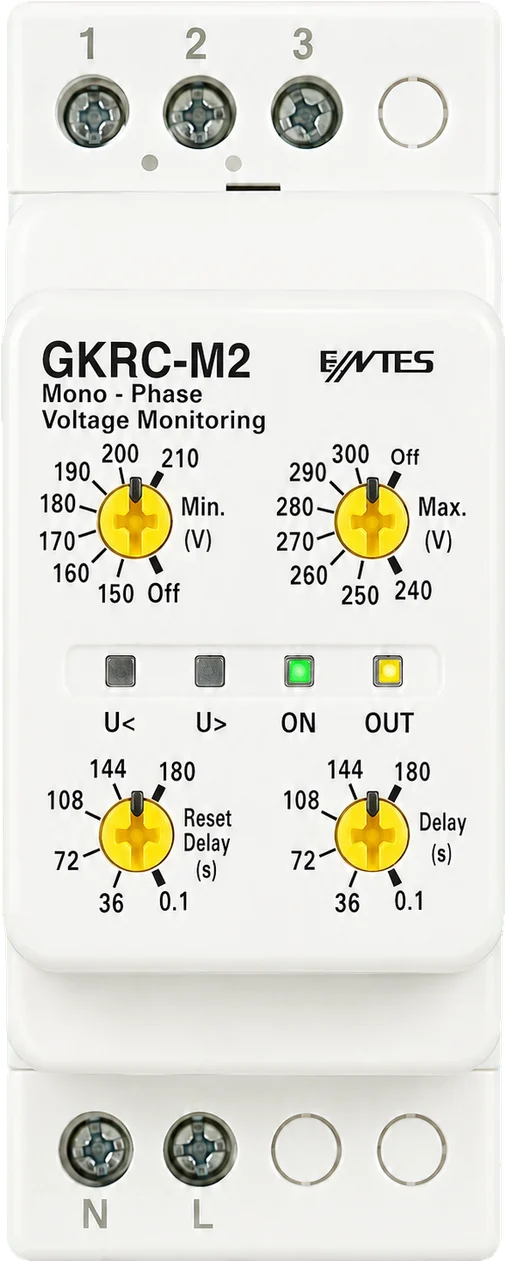 1 2 3
GKRC-M2
ENTES
Mono - Phase
Voltage Monitoring
200 210
190
180 Min.
170 (V)
160
150 Off
300 Off
290
280 Max.
270 (V)
260
250 240
U< U> ON OUT
144 180
108
Reset
Delay
72 (s)
36 0.1
144 180
108
Delay
72 (s)
36 0.1
N L